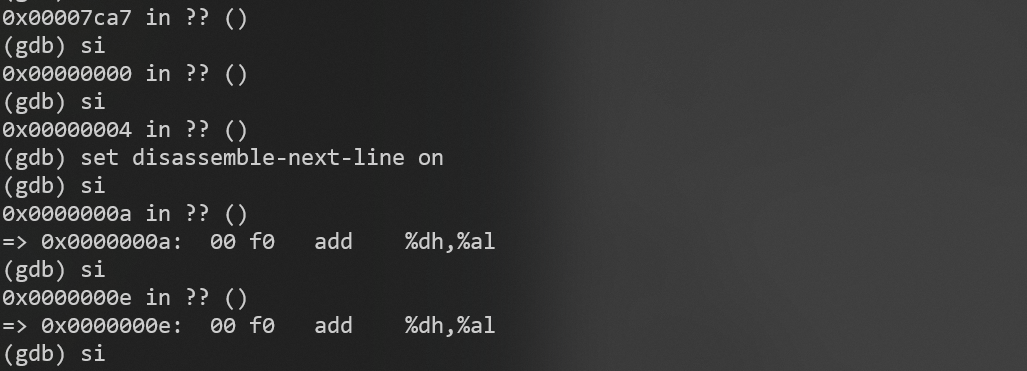 0x00007ca7 in ?? ()
(gdb) si
0x00000000 in ?? ()
(gdb) si
0x00000004 in ?? ()
(gdb) set disassemble-next-line on
(gdb) si
0x0000000a in ?? ()
=> 0x0000000a:  00 f0   add    %dh,%al
(gdb) si
0x0000000e in ?? ()
=> 0x0000000e:  00 f0   add    %dh,%al
(gdb) si